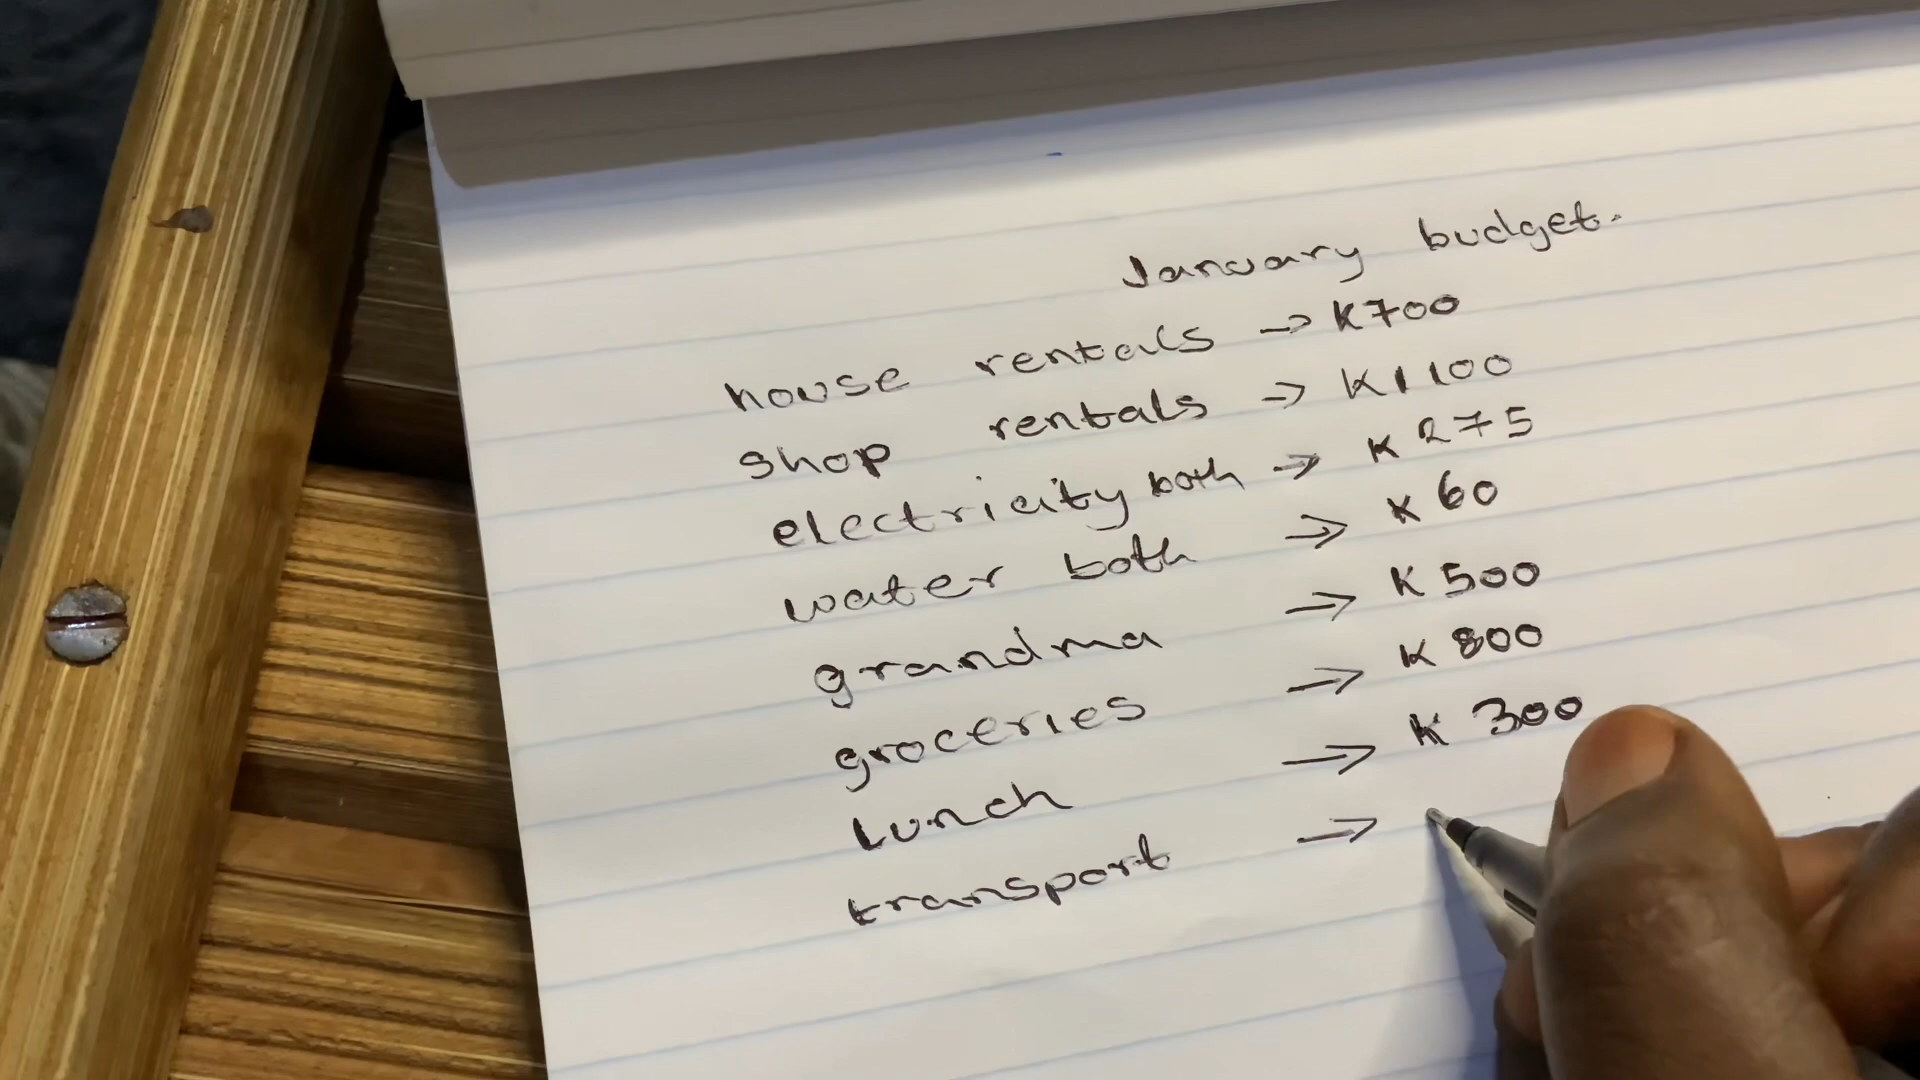 January budget.
house rentals → K700
shop rentals → K1100
electricity both → K275
water both → K60
grandma → K500
groceries → K800
Lunch → K300
transport →